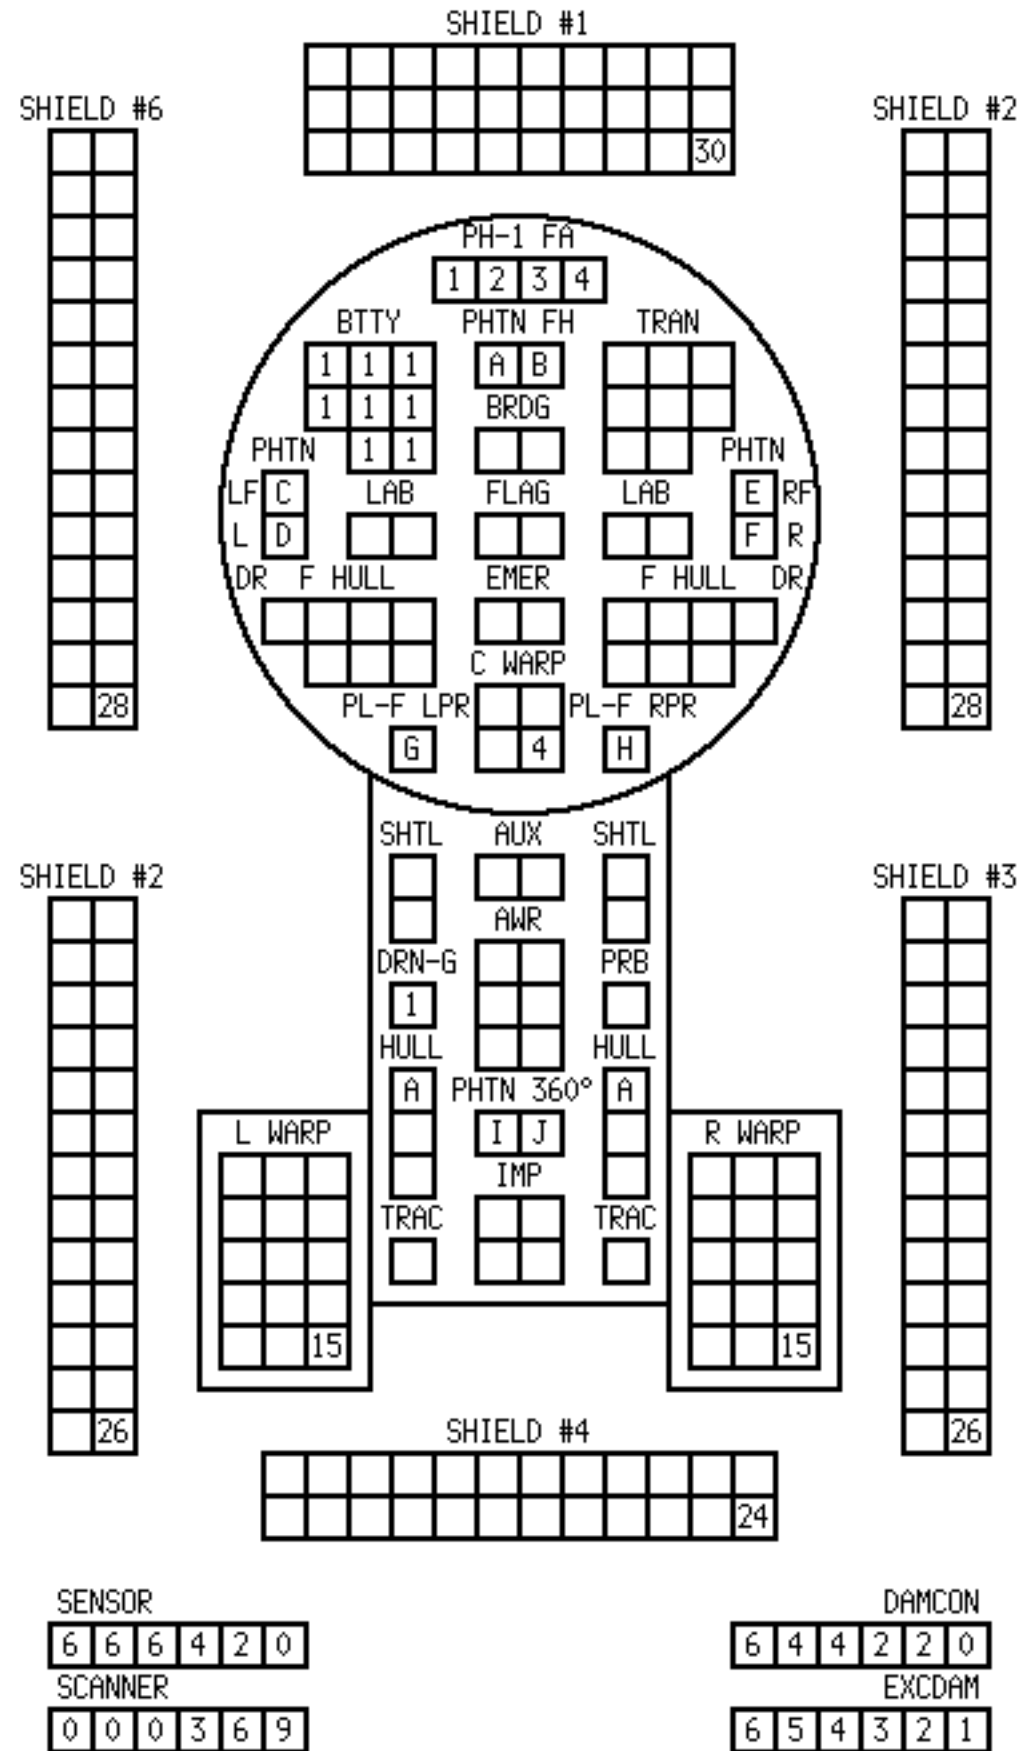 SHIELD #1
30
SHIELD #6
28
SHIELD #2
28
PH-1 FA
1 2 3 4
BTTY PHTN FH TRAN
1 1 1 A B
1 1 1 BRDG
PHTN 1 1 PHTN
LF C LAB FLAG LAB E RF
L D F R
DR F HULL EMER F HULL DR
C WARP
PL-F LPR PL-F RPR
G 4 H
SHTL AUX SHTL
AWR
DRN-G PRB
1
HULL HULL
A PHTN 360° A
I J
IMP
TRAC TRAC
L WARP
15
R WARP
15
SHIELD #2
26
SHIELD #3
26
SHIELD #4
24
SENSOR
6 6 6 4 2 0
SCANNER
0 0 0 3 6 9
DAMCON
6 4 4 2 2 0
EXCDAM
6 5 4 3 2 1